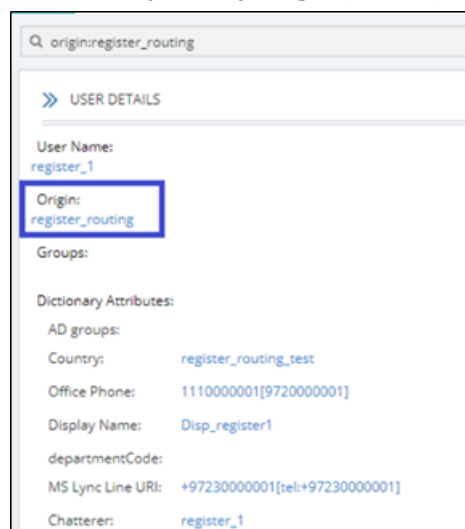 origin:register_routing
USER DETAILS
User Name:
register_1
Origin:
register_routing
Groups:
Dictionary Attributes:
AD groups:
Country: register_routing_test
Office Phone: 1110000001[9720000001]
Display Name: Disp_register1
departmentCode:
MS Lync Line URI: +97230000001[tel:+97230000001]
Chatterer: register_1